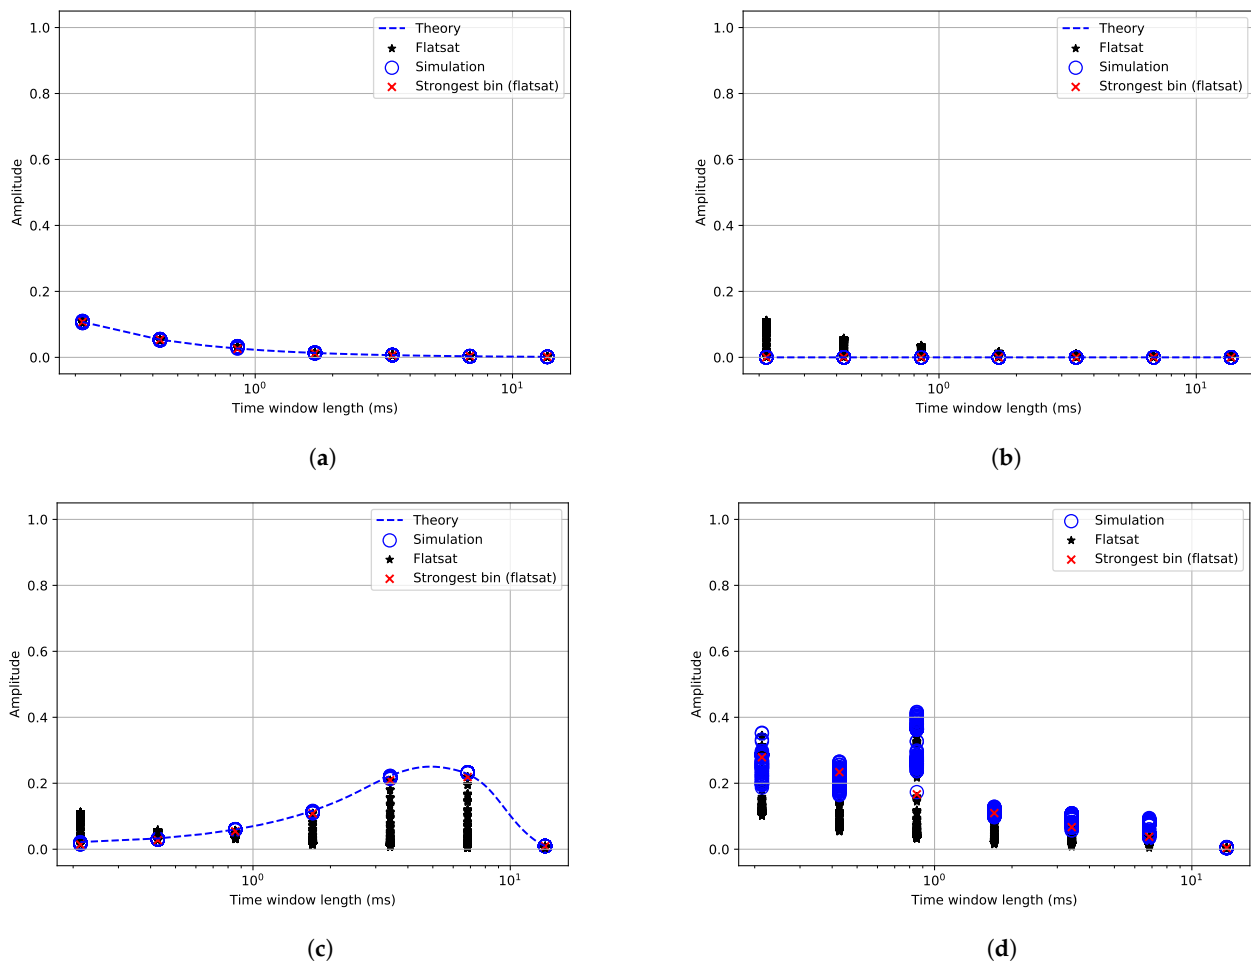 1.0
0.8
0.6
0.4
0.2
0.0
Amplitude
10⁰
10¹
Time window length (ms)
Theory
Flatsat
Simulation
Strongest bin (flatsat)
(a)
1.0
0.8
0.6
0.4
0.2
0.0
Amplitude
10⁰
10¹
Time window length (ms)
Theory
Flatsat
Simulation
Strongest bin (flatsat)
(b)
1.0
0.8
0.6
0.4
0.2
0.0
Amplitude
10⁰
10¹
Time window length (ms)
Theory
Simulation
Flatsat
Strongest bin (flatsat)
(c)
1.0
0.8
0.6
0.4
0.2
0.0
Amplitude
10⁰
10¹
Time window length (ms)
Simulation
Flatsat
Strongest bin (flatsat)
(d)